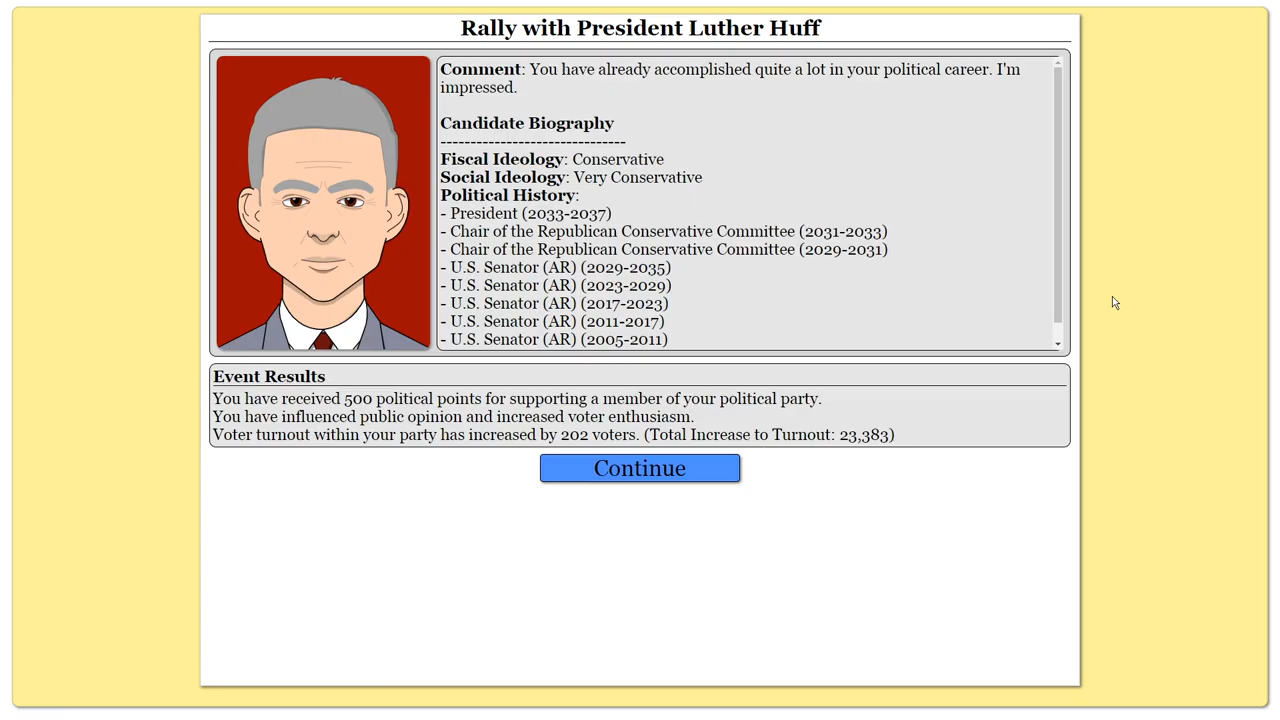 Rally with President Luther Huff
Comment: You have already accomplished quite a lot in your political career. I'm
impressed.
Candidate Biography
------------------------------
Fiscal Ideology: Conservative
Social Ideology: Very Conservative
Political History:
- President (2033-2037)
- Chair of the Republican Conservative Committee (2031-2033)
- Chair of the Republican Conservative Committee (2029-2031)
- U.S. Senator (AR) (2029-2035)
- U.S. Senator (AR) (2023-2029)
- U.S. Senator (AR) (2017-2023)
- U.S. Senator (AR) (2011-2017)
- U.S. Senator (AR) (2005-2011)
Event Results
You have received 500 political points for supporting a member of your political party.
You have influenced public opinion and increased voter enthusiasm.
Voter turnout within your party has increased by 202 voters. (Total Increase to Turnout: 23,383)
Continue